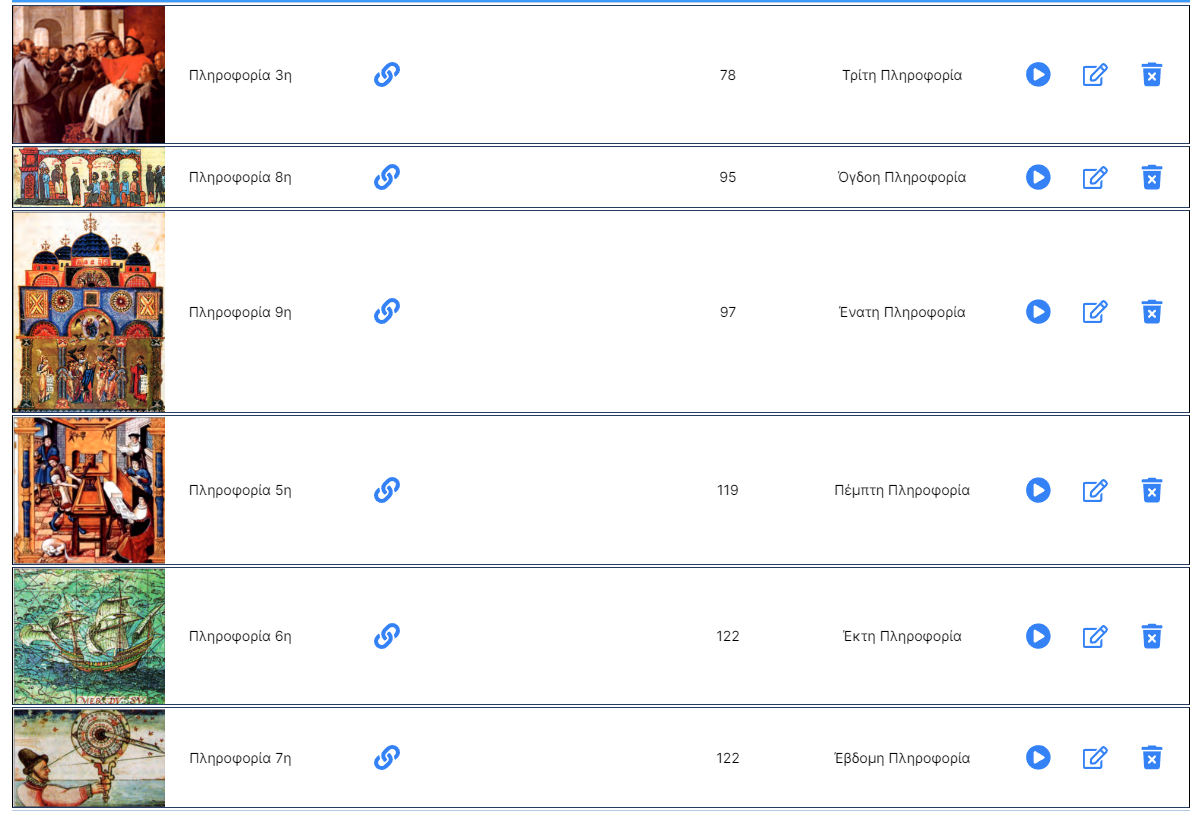 Πληροφορία 3η 78 Τρίτη Πληροφορία
Πληροφορία 8η 95 Όγδοη Πληροφορία
Πληροφορία 9η 97 Ένατη Πληροφορία
Πληροφορία 5η 119 Πέμπτη Πληροφορία
Πληροφορία 6η 122 Έκτη Πληροφορία
Πληροφορία 7η 122 Έβδομη Πληροφορία